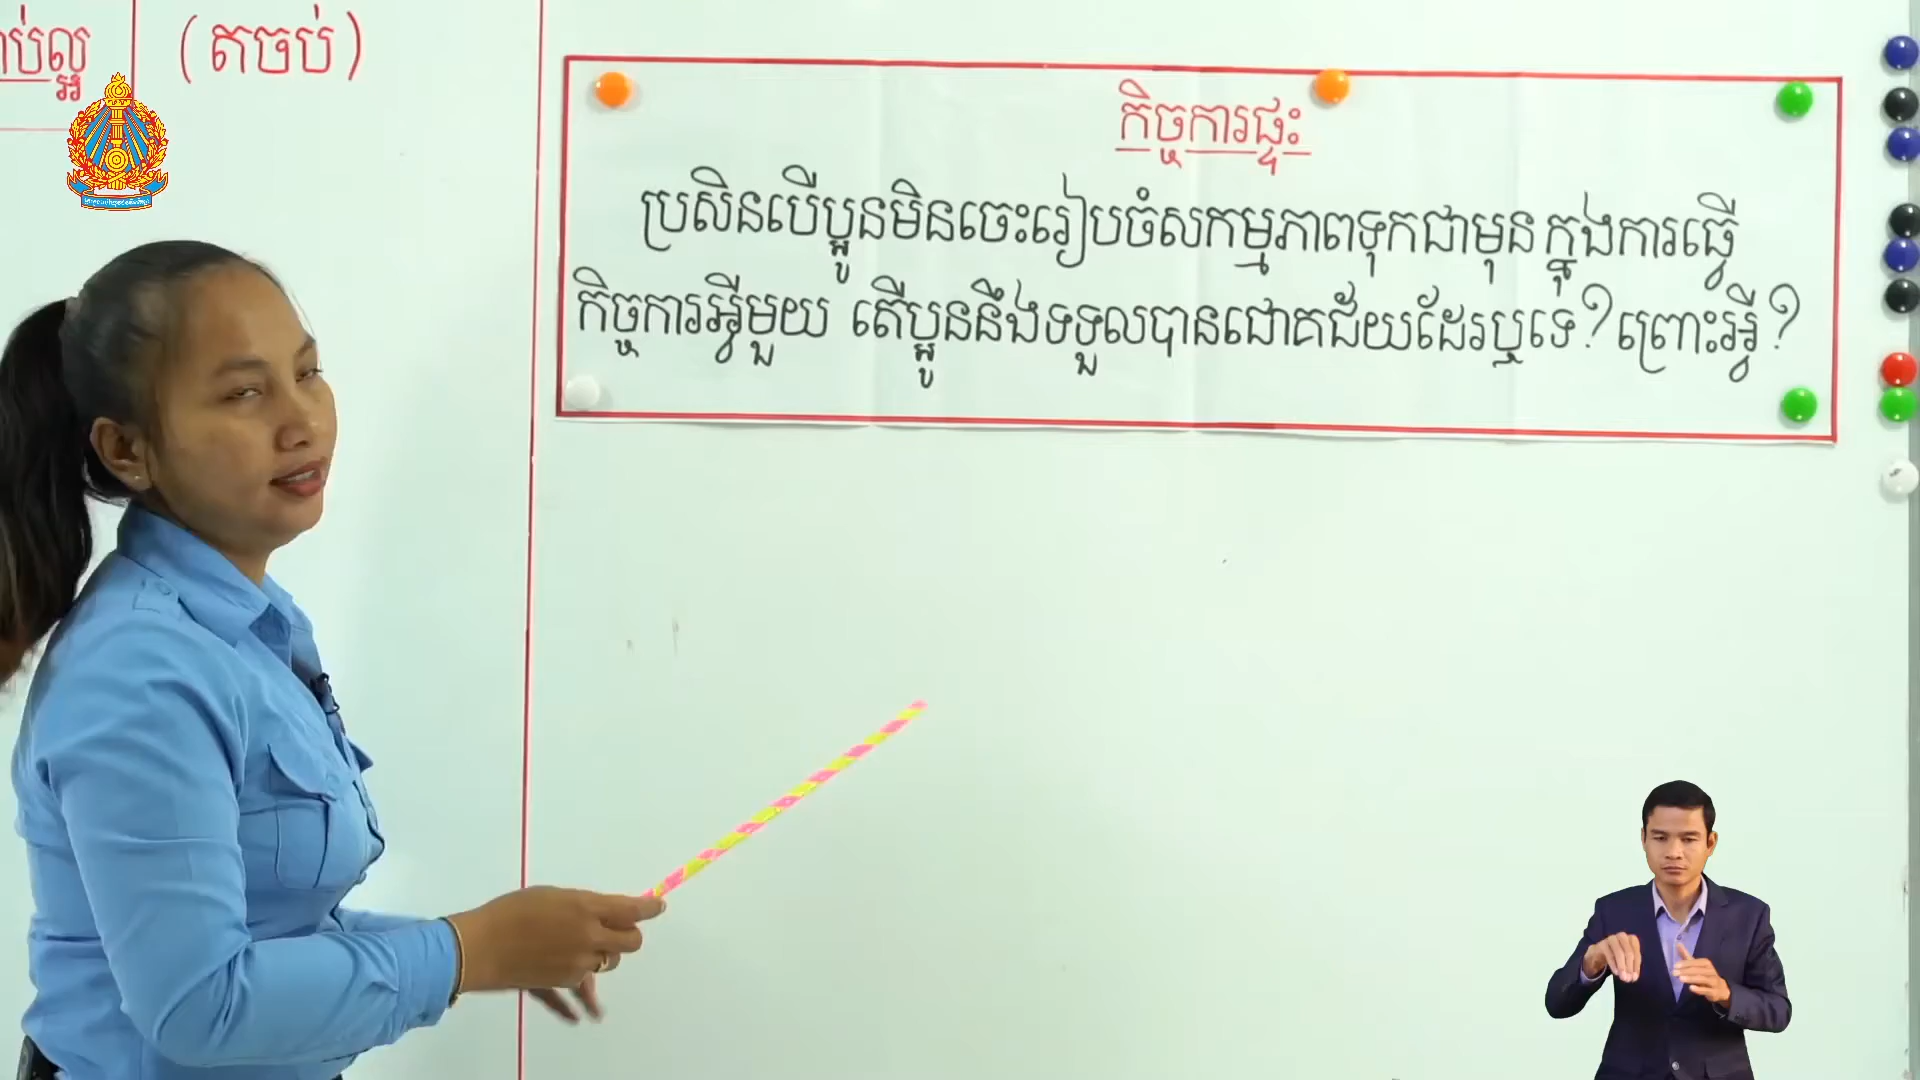 (តចប់)
កិច្ចការផ្ទះ
ប្រសិនបើប្អូនមិនចេះរៀបចំសកម្មភាពទុកជាមុន ក្នុងការធ្វើ
កិច្ចការអ្វីមួយ តើប្អូននឹងទទួលបានជោគជ័យដែរឬទេ? ព្រោះអ្វី?